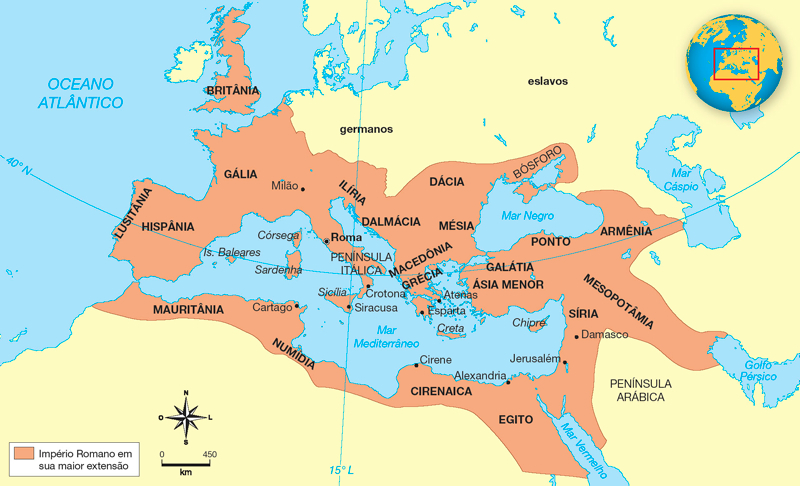 OCEANO
ATLÂNTICO
40° N
BRITÂNIA
eslavos
germanos
GÁLIA
Milão
ILÍRIA
DÁCIA
BÓSFORO
Mar
Cáspio
LUSITÂNIA
HISPÂNIA
Córsega
Roma
DALMÁCIA
MÉSIA
Mar Negro
ARMÊNIA
PONTO
Is. Baleares
Sardenha
PENÍNSULA
ITÁLICA
MACEDÔNIA
GRÉCIA
GALÁTIA
ÁSIA MENOR
MESOPOTÂMIA
Sicília
Crotona
Atenas
MAURITÂNIA
Cartago
Siracusa
Esparta
Creta
Chipre
SÍRIA
Damasco
Mar
Mediterrâneo
NUMÍDIA
Cirene
Jerusalém
Alexandria
Golfo
Pérsico
CIRENAICA
PENÍNSULA
ARÁBICA
EGITO
Mar Vermelho
N
O
L
S
Império Romano em
sua maior extensão
0
450
km
15° L